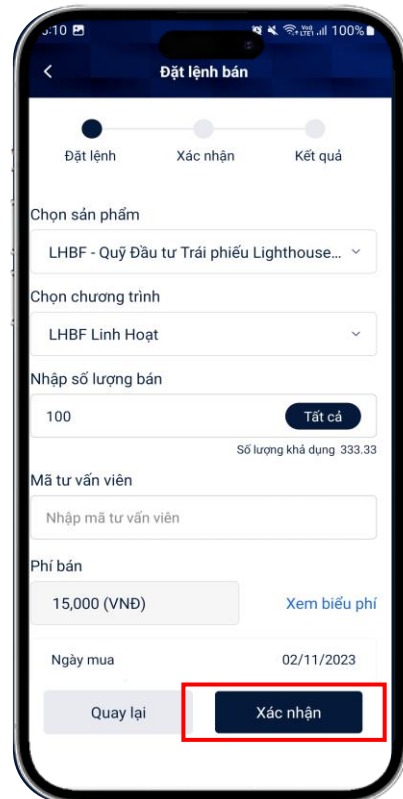 5:10 100%
Đặt lệnh bán
Đặt lệnh Xác nhận Kết quả
Chọn sản phẩm
LHBF - Quỹ Đầu tư Trái phiếu Lighthouse...
Chọn chương trình
LHBF Linh Hoạt
Nhập số lượng bán
100 Tất cả
Số lượng khả dụng 333.33
Mã tư vấn viên
Nhập mã tư vấn viên
Phí bán
15,000 (VNĐ) Xem biểu phí
Ngày mua 02/11/2023
Quay lại Xác nhận